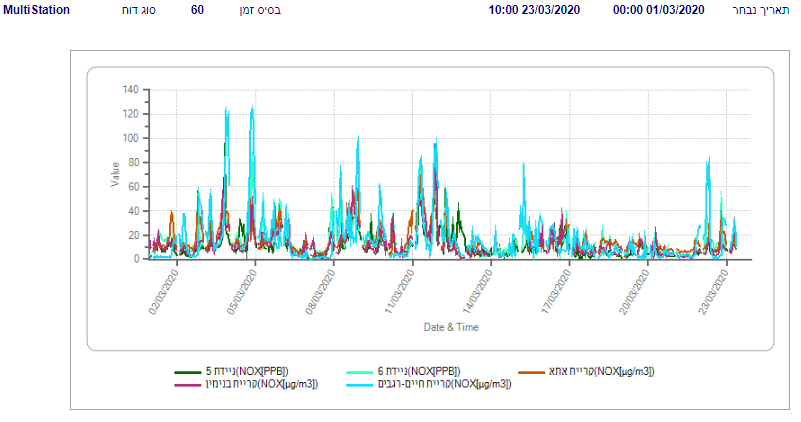 תאריך נבחר 00:00 01/03/2020 10:00 23/03/2020 בסיס זמן 60 סוג דוח MultiStation
140
120
100
80
60
40
20
0
Value
02/03/2020 05/03/2020 08/03/2020 11/03/2020 14/03/2020 17/03/2020 20/03/2020 23/03/2020
Date & Time
ניידת 5(NOX[PPB]) ניידת 6(NOX[PPB]) קריית אתא(NOX[µg/m3])
קריית בנימין(NOX[µg/m3]) קריית חיים-רגבים(NOX[µg/m3])